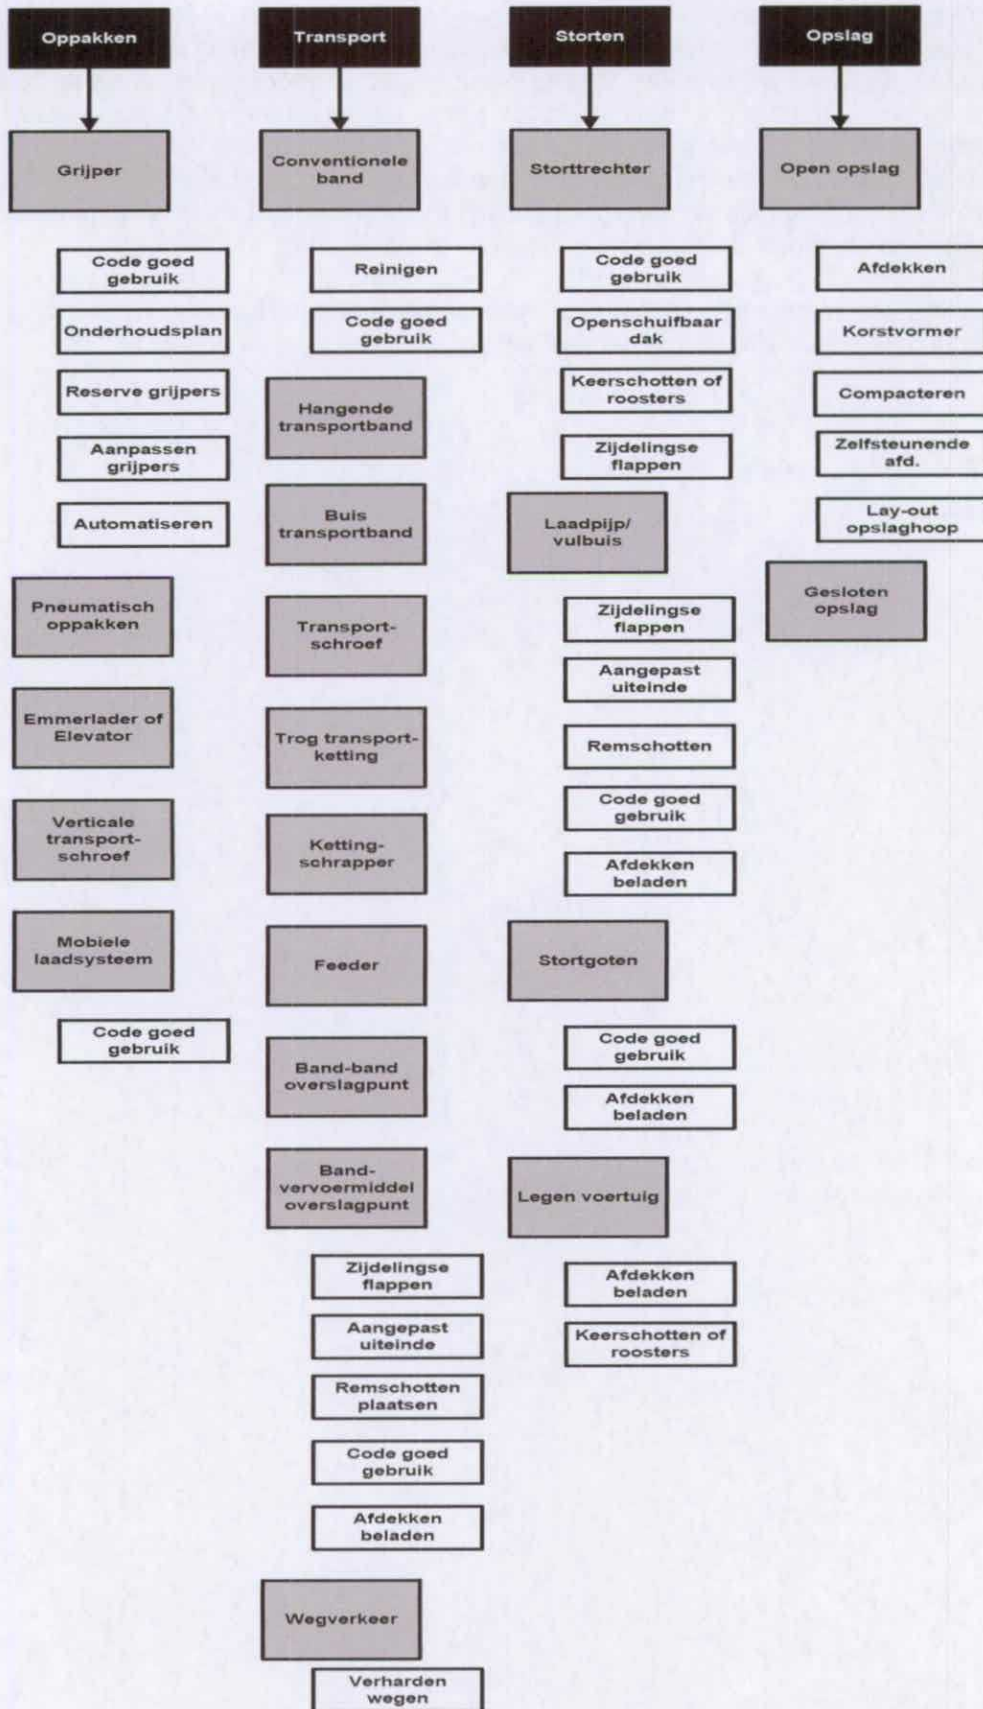 Oppakken
Grijper
Code goed
gebruik
Onderhoudsplan
Reserve grijpers
Aanpassen
grijpers
Automatiseren
Pneumatisch
oppakken
Emmerlader of
Elevator
Verticale
transport-
schroef
Mobiele
laadsysteem
Code goed
gebruik
Transport
Conventionele
band
Reinigen
Code goed
gebruik
Hangende
transportband
Buis
transportband
Transport-
schroef
Trog transport-
ketting
Ketting-
schrapper
Feeder
Band-band
overslagpunt
Band-
vervoermiddel
overslagpunt
Zijdelingse
flappen
Aangepast
uiteinde
Remschotten
plaatsen
Code goed
gebruik
Afdekken
beladen
Wegverkeer
Verharden
wegen
Storten
Storttrechter
Code goed
gebruik
Openschuifbaar
dak
Keerschotten of
roosters
Zijdelingse
flappen
Laadpijp/
vulbuis
Zijdelingse
flappen
Aangepast
uiteinde
Remschotten
Code goed
gebruik
Afdekken
beladen
Stortgoten
Code goed
gebruik
Afdekken
beladen
Legen voertuig
Afdekken
beladen
Keerschotten of
roosters
Opslag
Open opslag
Afdekken
Korstvormer
Compacteren
Zelfsteunende
afd.
Lay-out
opslaghoop
Gesloten
opslag